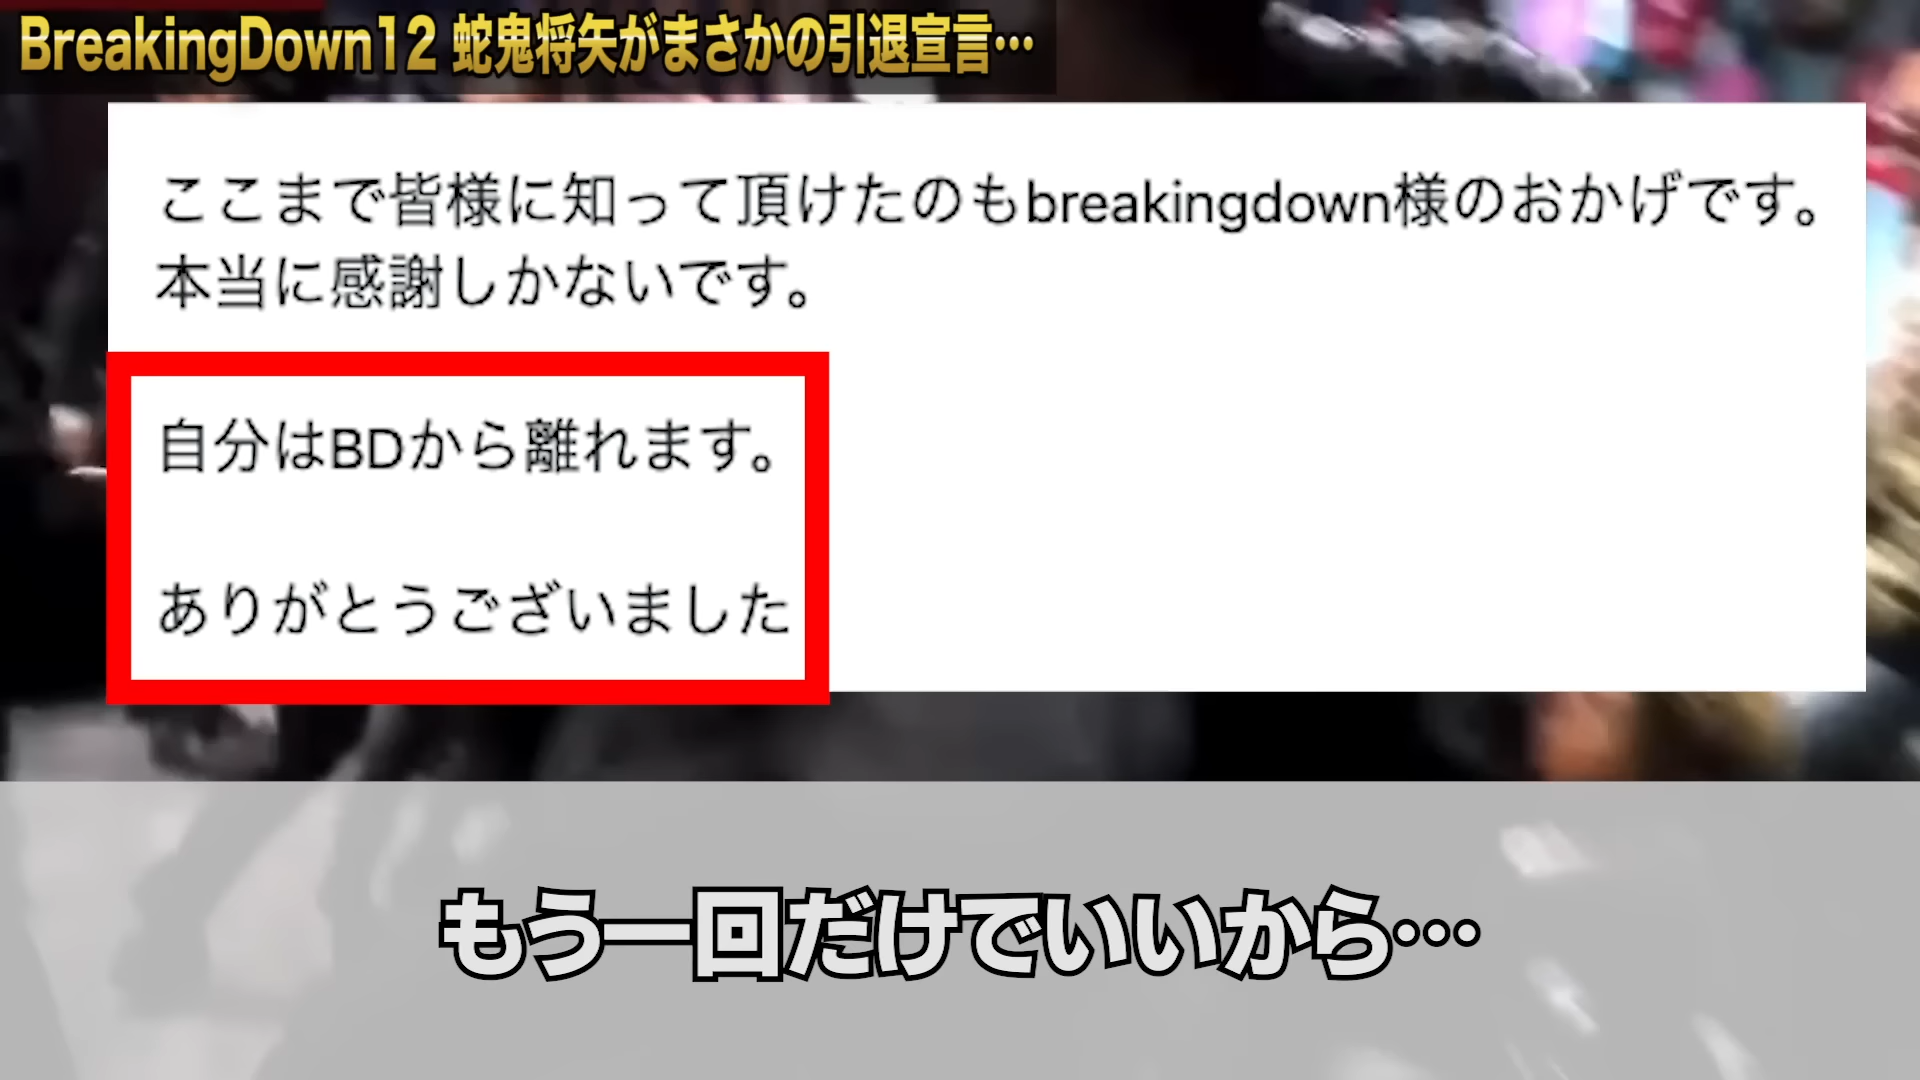 BreakingDown12 蛇鬼将矢がまさかの引退宣言…
ここまで皆様に知って頂けたのもbreakingdown様のおかげです。
本当に感謝しかないです。
自分はBDから離れます。
ありがとうございました
もう一回だけでいいから…